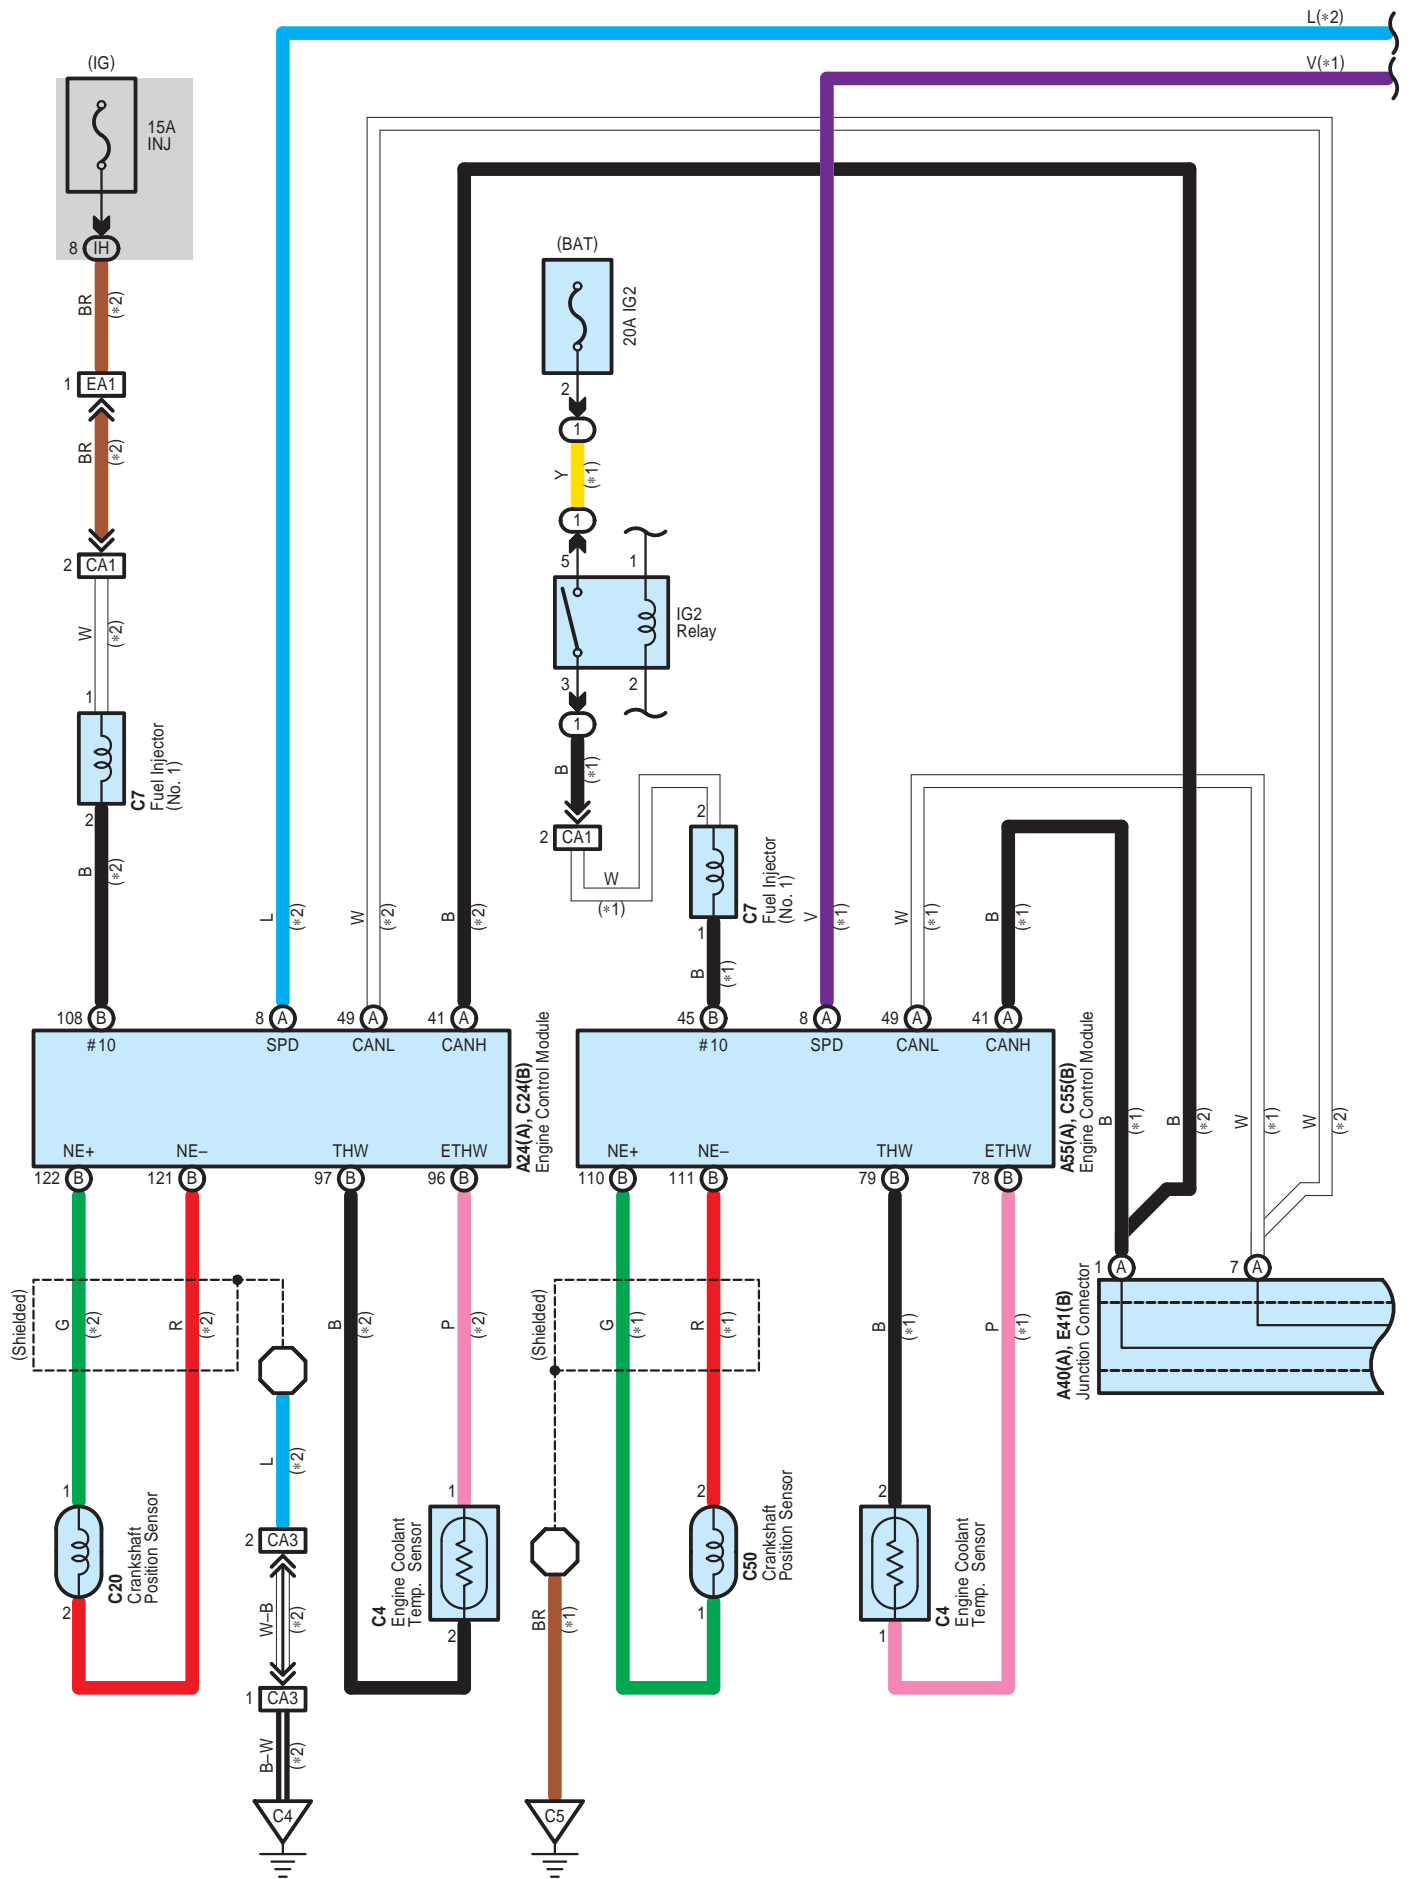 L(*2)
V(*1)
(IG)
15A
INJ
8 IH
BR (*2)
1 EA1
BR (*2)
2 CA1
W (*2)
1
C7
Fuel Injector
(No. 1)
2
B (*2)
(BAT)
20A IG2
2
1
Y (*1)
1
5 1
IG2
Relay
3 2
1
B (*1)
2 CA1
W
(*1)
2
C7
Fuel Injector
(No. 1)
1
B (*1)
L (*2)
W (*2)
B (*2)
V (*1)
W (*1)
B (*1)
108 B
8 A
49 A
41 A
#10 SPD CANL CANH
A24(A), C24(B)
Engine Control Module
NE+ NE– THW ETHW
122 B
121 B
97 B
96 B
45 B
8 A
49 A
41 A
#10 SPD CANL CANH
A55(A), C55(B)
Engine Control Module
NE+ NE– THW ETHW
110 B
111 B
79 B
78 B
B (*1)
B (*2)
W (*1)
W (*2)
1 A
7 A
A40(A), E41(B)
Junction Connector
(Shielded)
G (*2)
R (*2)
B (*2)
P (*2)
(Shielded)
G (*1)
R (*1)
B (*1)
P (*1)
L (*2)
1
C20
Crankshaft
Position Sensor
2
2 CA3
W–B (*2)
1 CA3
B–W (*2)
C4
1
C4
Engine Coolant
Temp. Sensor
2
BR (*1)
C5
2
C50
Crankshaft
Position Sensor
1
2
C4
Engine Coolant
Temp. Sensor
1